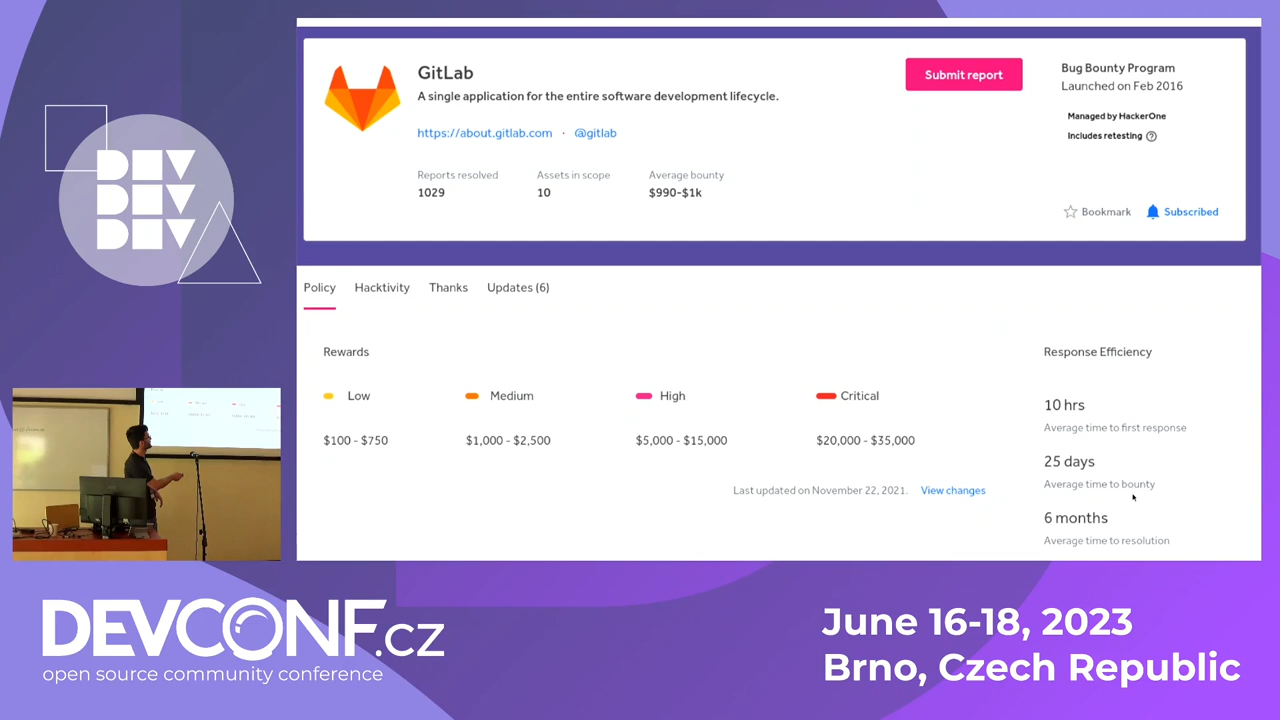 DEV
DEV
DEV
GitLab
A single application for the entire software development lifecycle.
https://about.gitlab.com · @gitlab
Reports resolved
1029
Assets in scope
10
Average bounty
$990-$1k
Submit report
Bug Bounty Program
Launched on Feb 2016
Managed by HackerOne
Includes retesting ?
Bookmark
Subscribed
Policy Hacktivity Thanks Updates (6)
Rewards
Low Medium High Critical
$100 - $750 $1,000 - $2,500 $5,000 - $15,000 $20,000 - $35,000
Last updated on November 22, 2021. View changes
Response Efficiency
10 hrs
Average time to first response
25 days
Average time to bounty
6 months
Average time to resolution
DEVCONF.cz
open source community conference
June 16-18, 2023
Brno, Czech Republic